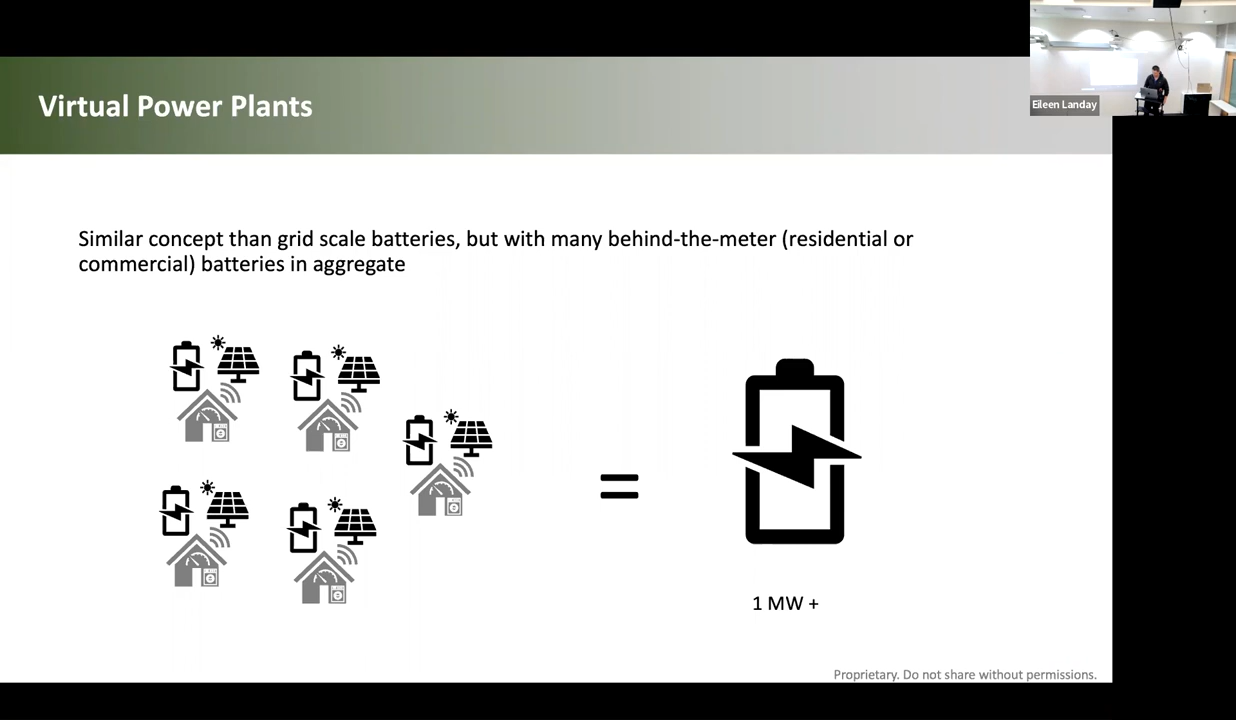 Virtual Power Plants
Eileen Landay
Similar concept than grid scale batteries, but with many behind-the-meter (residential or
commercial) batteries in aggregate
=
1 MW +
Proprietary. Do not share without permissions.